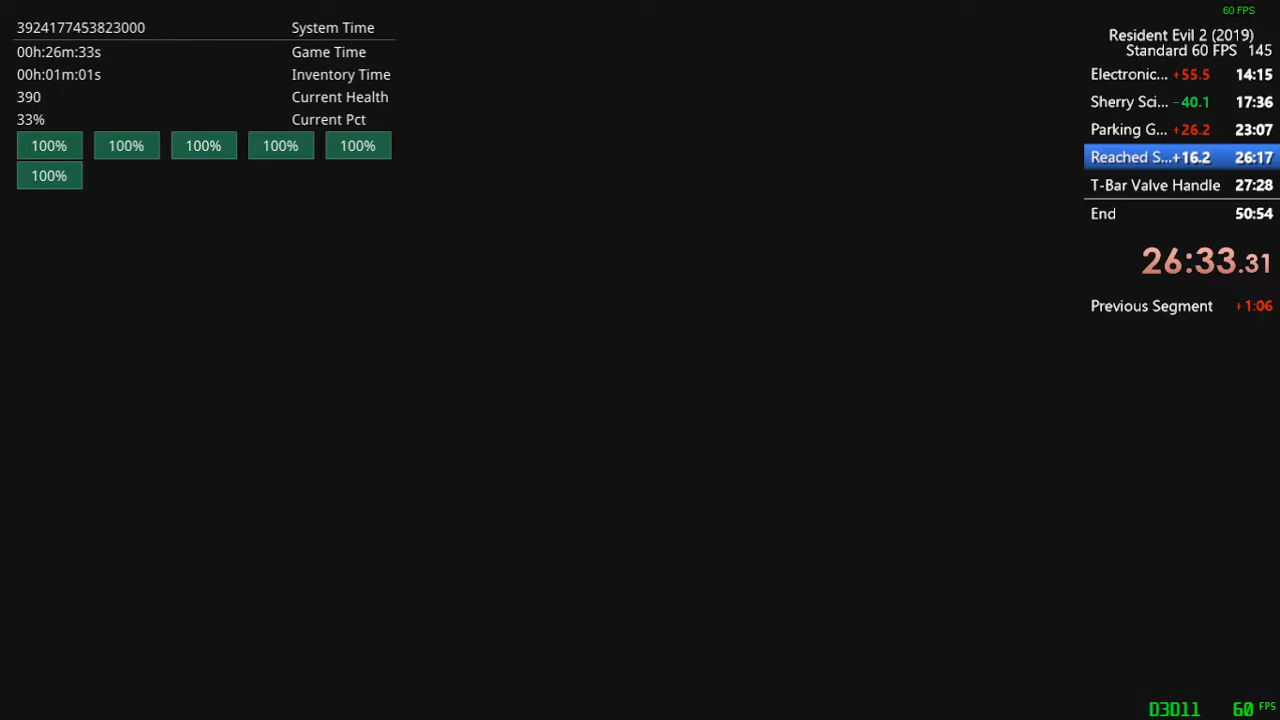 60 FPS
3924177453823000 System Time
00h:26m:33s Game Time
00h:01m:01s Inventory Time
390 Current Health
33% Current Pct
100% 100% 100% 100% 100%
100%
Resident Evil 2 (2019)
Standard 60 FPS 145
Electronic... +55.5 14:15
Sherry Sci... -40.1 17:36
Parking G... +26.2 23:07
Reached S...+16.2 26:17
T-Bar Valve Handle 27:28
End 50:54
26:33.31
Previous Segment +1:06
D3D11 60 FPS